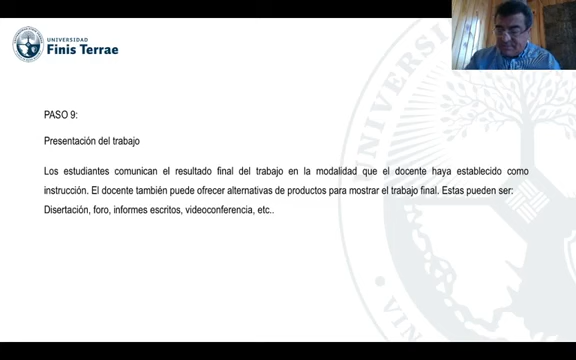 UNIVERSIDAD
Finis Terrae
PASO 9:
Presentación del trabajo
Los estudiantes comunican el resultado final del trabajo en la modalidad que el docente haya establecido como
instrucción. El docente también puede ofrecer alternativas de productos para mostrar el trabajo final. Estas pueden ser:
Disertación, foro, informes escritos, videoconferencia, etc..